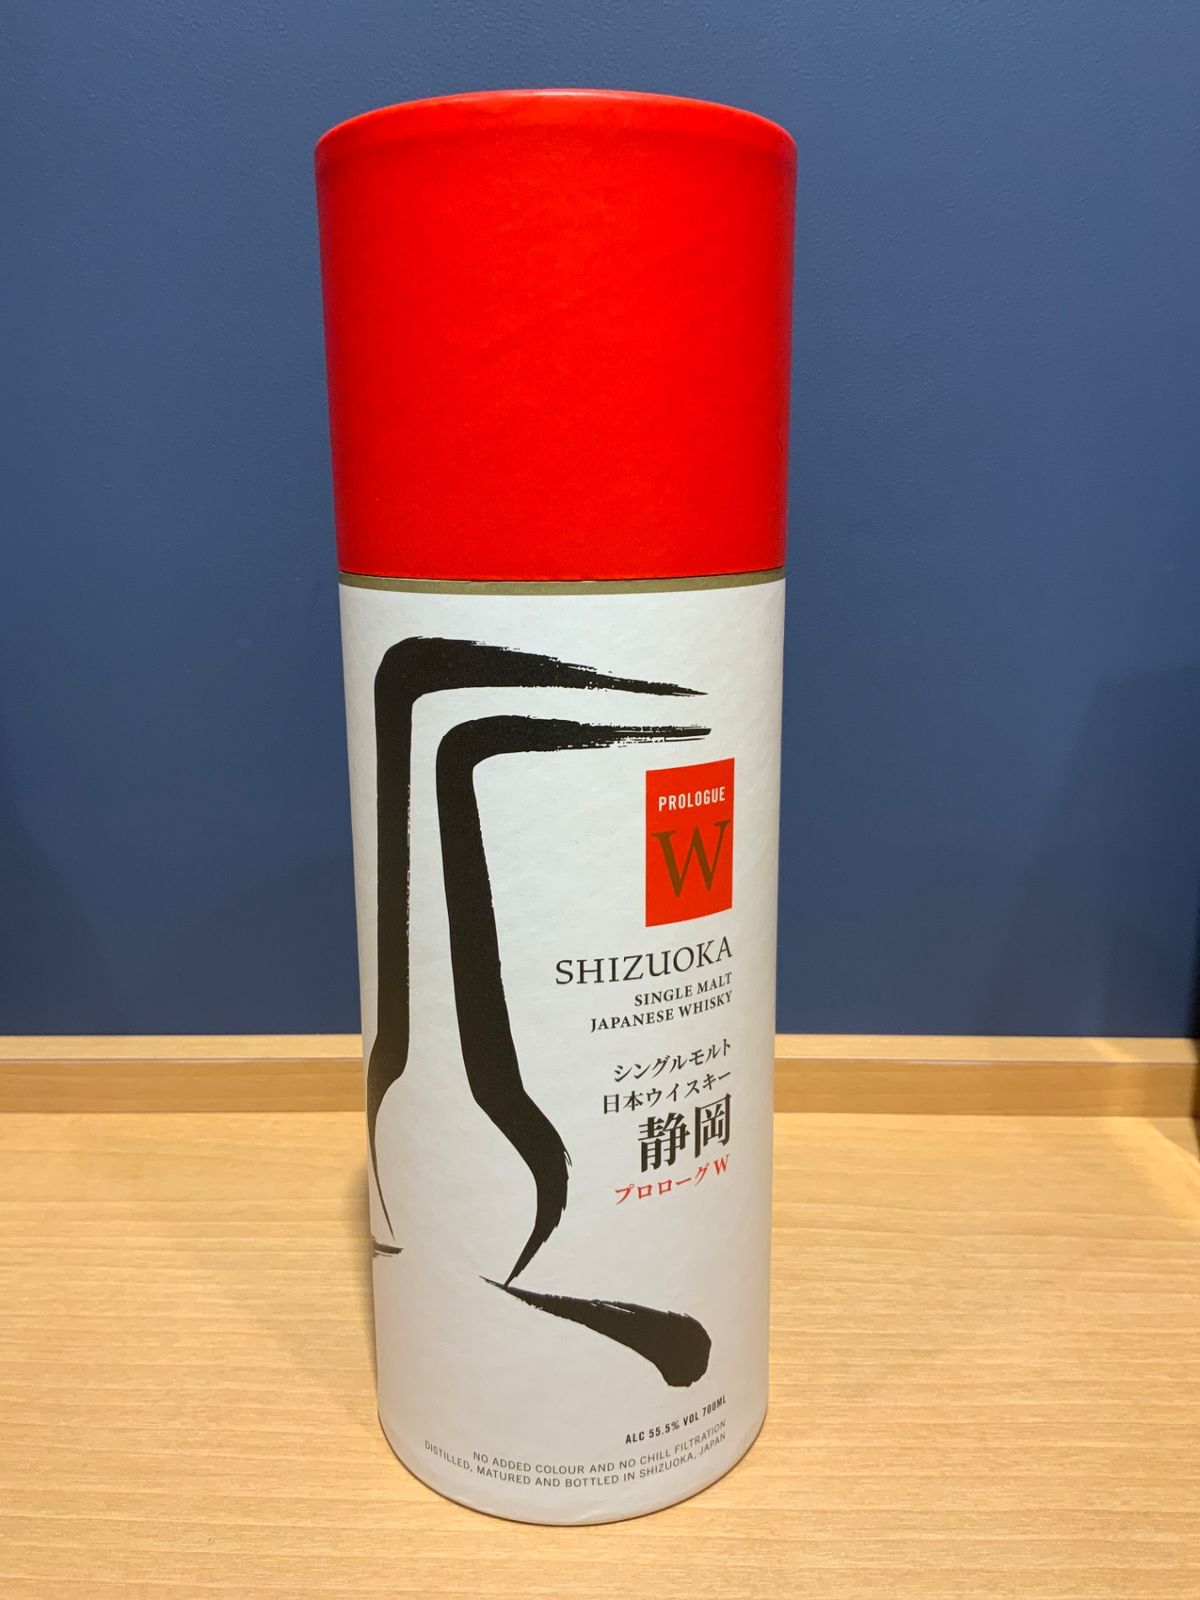 PROLOGUE
W
SHIZUOKA
SINGLE MALT
JAPANESE WHISKY
シングルモルト
日本ウイスキー
静岡
プロローグ W
ALC 55.5% VOL 700ML
NO ADDED COLOUR AND NO CHILL FILTRATION
DISTILLED, MATURED AND BOTTLED IN SHIZUOKA, JAPAN